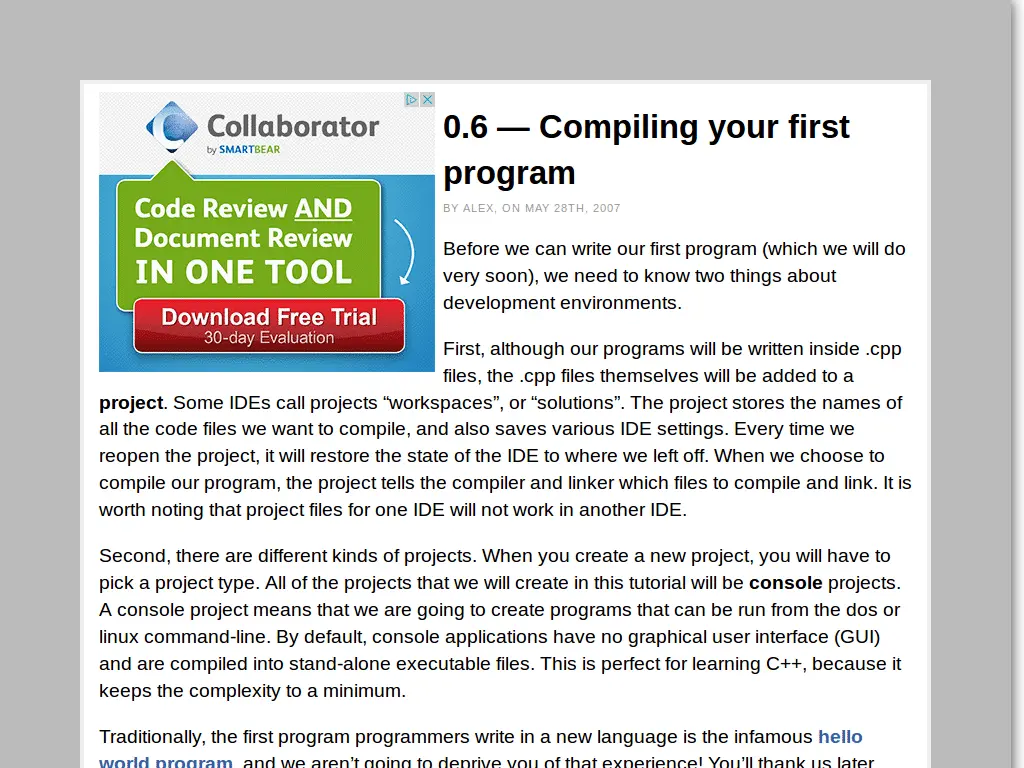 Collaborator
by SMARTBEAR
Code Review AND
Document Review
IN ONE TOOL
Download Free Trial
30-day Evaluation
0.6 — Compiling your first
program
BY ALEX, ON MAY 28TH, 2007
Before we can write our first program (which we will do
very soon), we need to know two things about
development environments.
First, although our programs will be written inside .cpp
files, the .cpp files themselves will be added to a
project. Some IDEs call projects “workspaces”, or “solutions”. The project stores the names of
all the code files we want to compile, and also saves various IDE settings. Every time we
reopen the project, it will restore the state of the IDE to where we left off. When we choose to
compile our program, the project tells the compiler and linker which files to compile and link. It is
worth noting that project files for one IDE will not work in another IDE.
Second, there are different kinds of projects. When you create a new project, you will have to
pick a project type. All of the projects that we will create in this tutorial will be console projects.
A console project means that we are going to create programs that can be run from the dos or
linux command-line. By default, console applications have no graphical user interface (GUI)
and are compiled into stand-alone executable files. This is perfect for learning C++, because it
keeps the complexity to a minimum.
Traditionally, the first program programmers write in a new language is the infamous hello
world program, and we aren’t going to deprive you of that experience! You’ll thank us later.